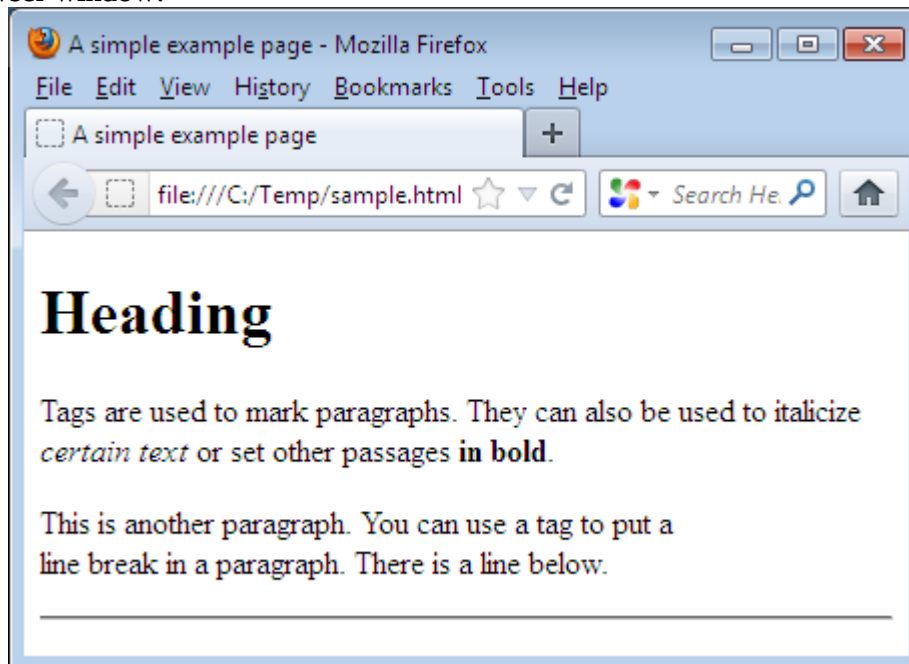 A simple example page - Mozilla Firefox
File Edit View History Bookmarks Tools Help
A simple example page
file:///C:/Temp/sample.html Search He.
Heading
Tags are used to mark paragraphs. They can also be used to italicize
certain text or set other passages in bold.
This is another paragraph. You can use a tag to put a
line break in a paragraph. There is a line below.